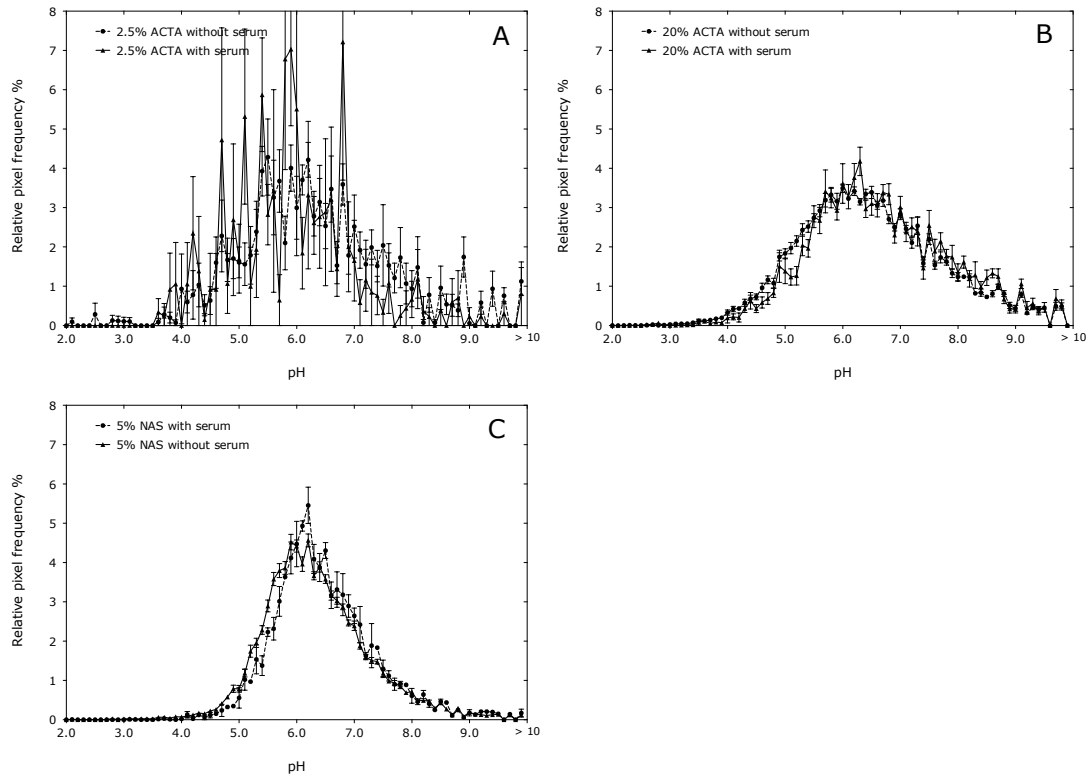 A
2.5% ACTA without serum
2.5% ACTA with serum
Relative pixel frequency %
8
7
6
5
4
3
2
1
0
2.0 3.0 4.0 5.0 6.0 7.0 8.0 9.0 > 10
pH
B
20% ACTA without serum
20% ACTA with serum
Relative pixel frequency %
8
7
6
5
4
3
2
1
0
2.0 3.0 4.0 5.0 6.0 7.0 8.0 9.0 > 10
pH
C
5% NAS with serum
5% NAS without serum
Relative pixel frequency %
8
7
6
5
4
3
2
1
0
2.0 3.0 4.0 5.0 6.0 7.0 8.0 9.0 > 10
pH